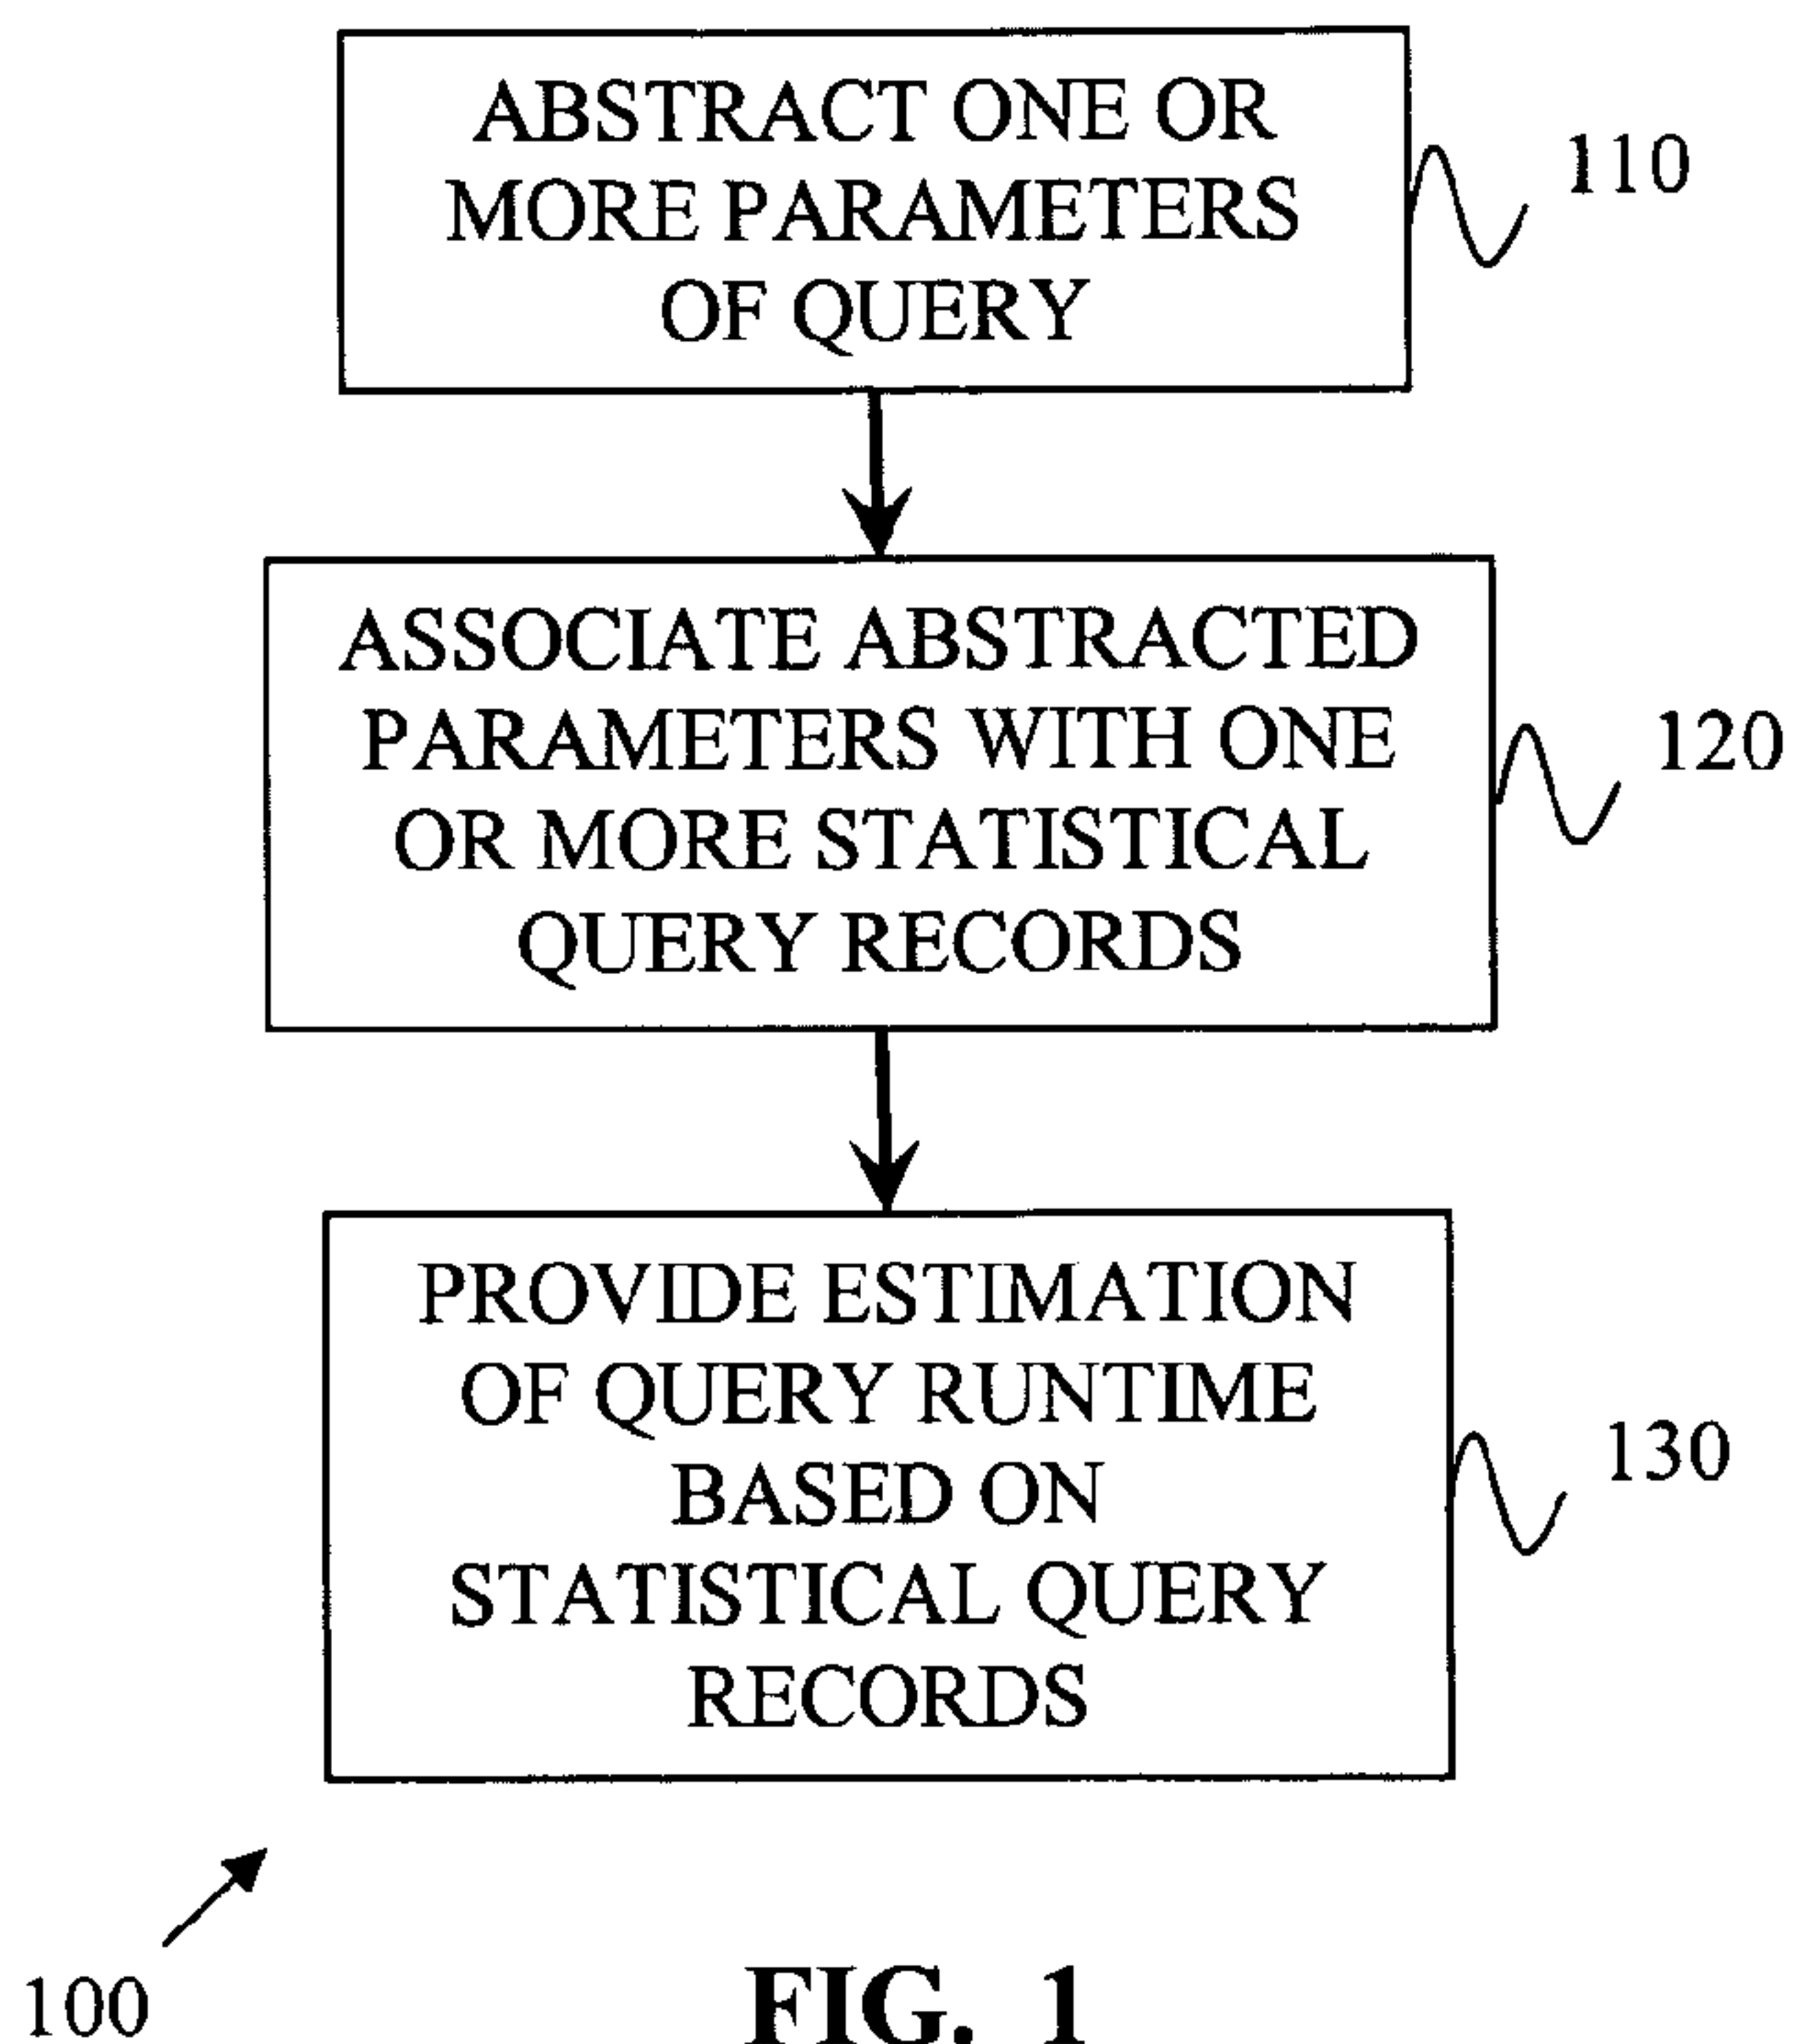 ABSTRACT ONE OR
MORE PARAMETERS
OF QUERY
110
ASSOCIATE ABSTRACTED
PARAMETERS WITH ONE
OR MORE STATISTICAL
QUERY RECORDS
120
PROVIDE ESTIMATION
OF QUERY RUNTIME
BASED ON
STATISTICAL QUERY
RECORDS
130
100
FIG. 1